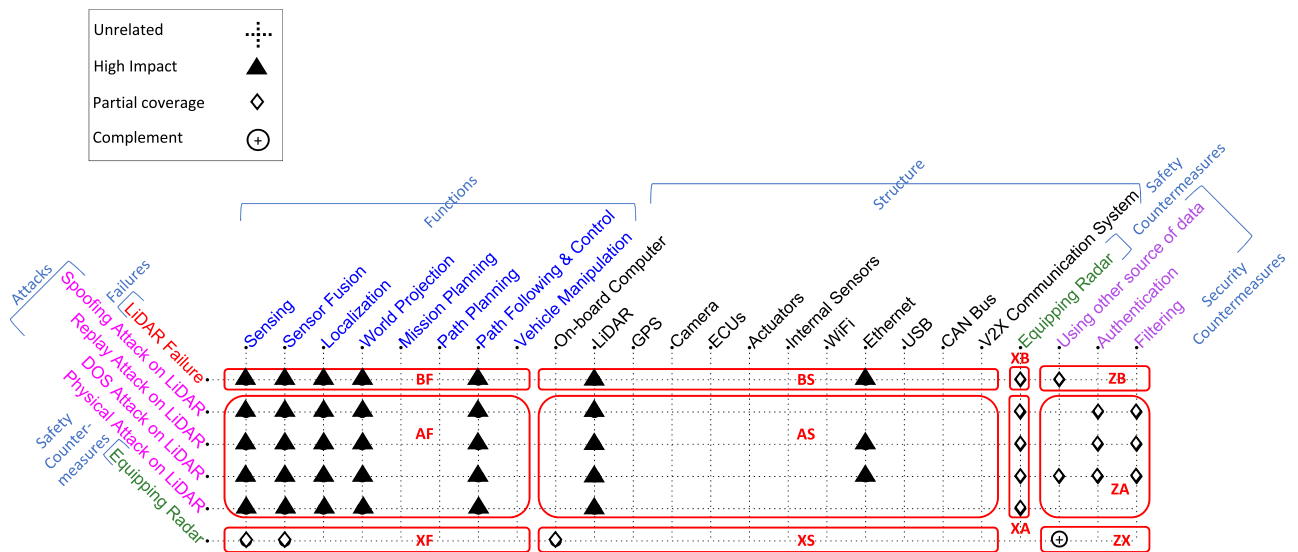 Unrelated
High Impact
Partial coverage
Complement
Functions
Structure
Safety
Countermeasures
Security
Countermeasures
Attacks
Failures
Safety
Counter-
measures
Sensing
Sensor Fusion
Localization
World Projection
Mission Planning
Path Planning
Path Following & Control
Vehicle Manipulation
On-board Computer
LiDAR
GPS
Camera
ECUs
Actuators
Internal Sensors
WiFi
Ethernet
USB
CAN Bus
V2X Communication System
Equipping Radar
Using other source of data
Authentication
Filtering
LiDAR Failure
Spoofing Attack on LiDAR
Replay Attack on LiDAR
DOS Attack on LiDAR
Physical Attack on LiDAR
Equipping Radar
BF
BS
XB
ZB
AF
AS
ZA
XA
XF
XS
ZX